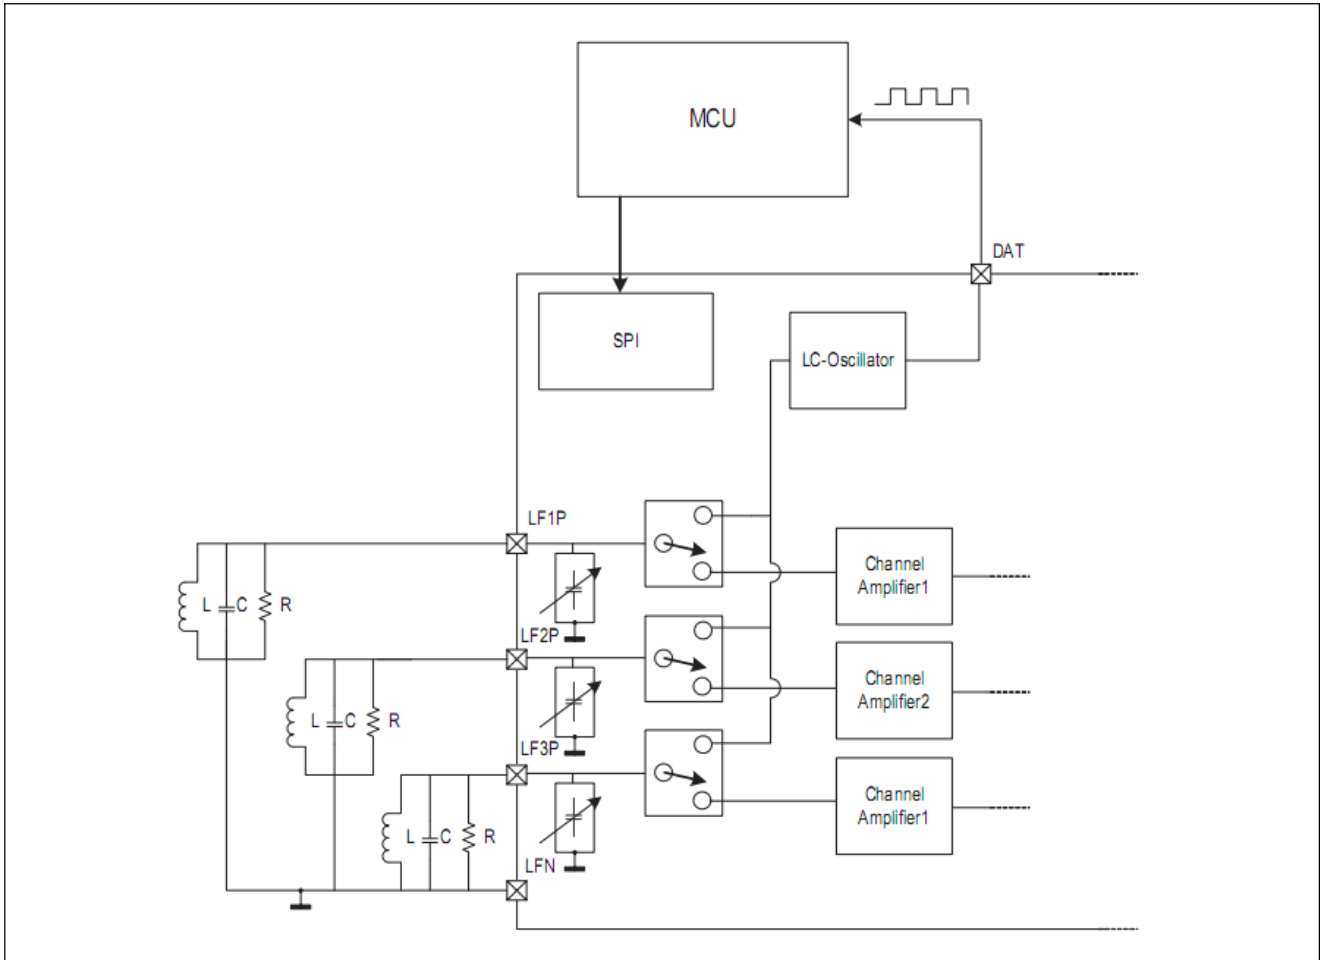 MCU
DAT
SPI
LC-Oscillator
LF1P
Channel
Amplifier1
L C R
LF2P
Channel
Amplifier2
L C R
LF3P
Channel
Amplifier1
L C R
LFN